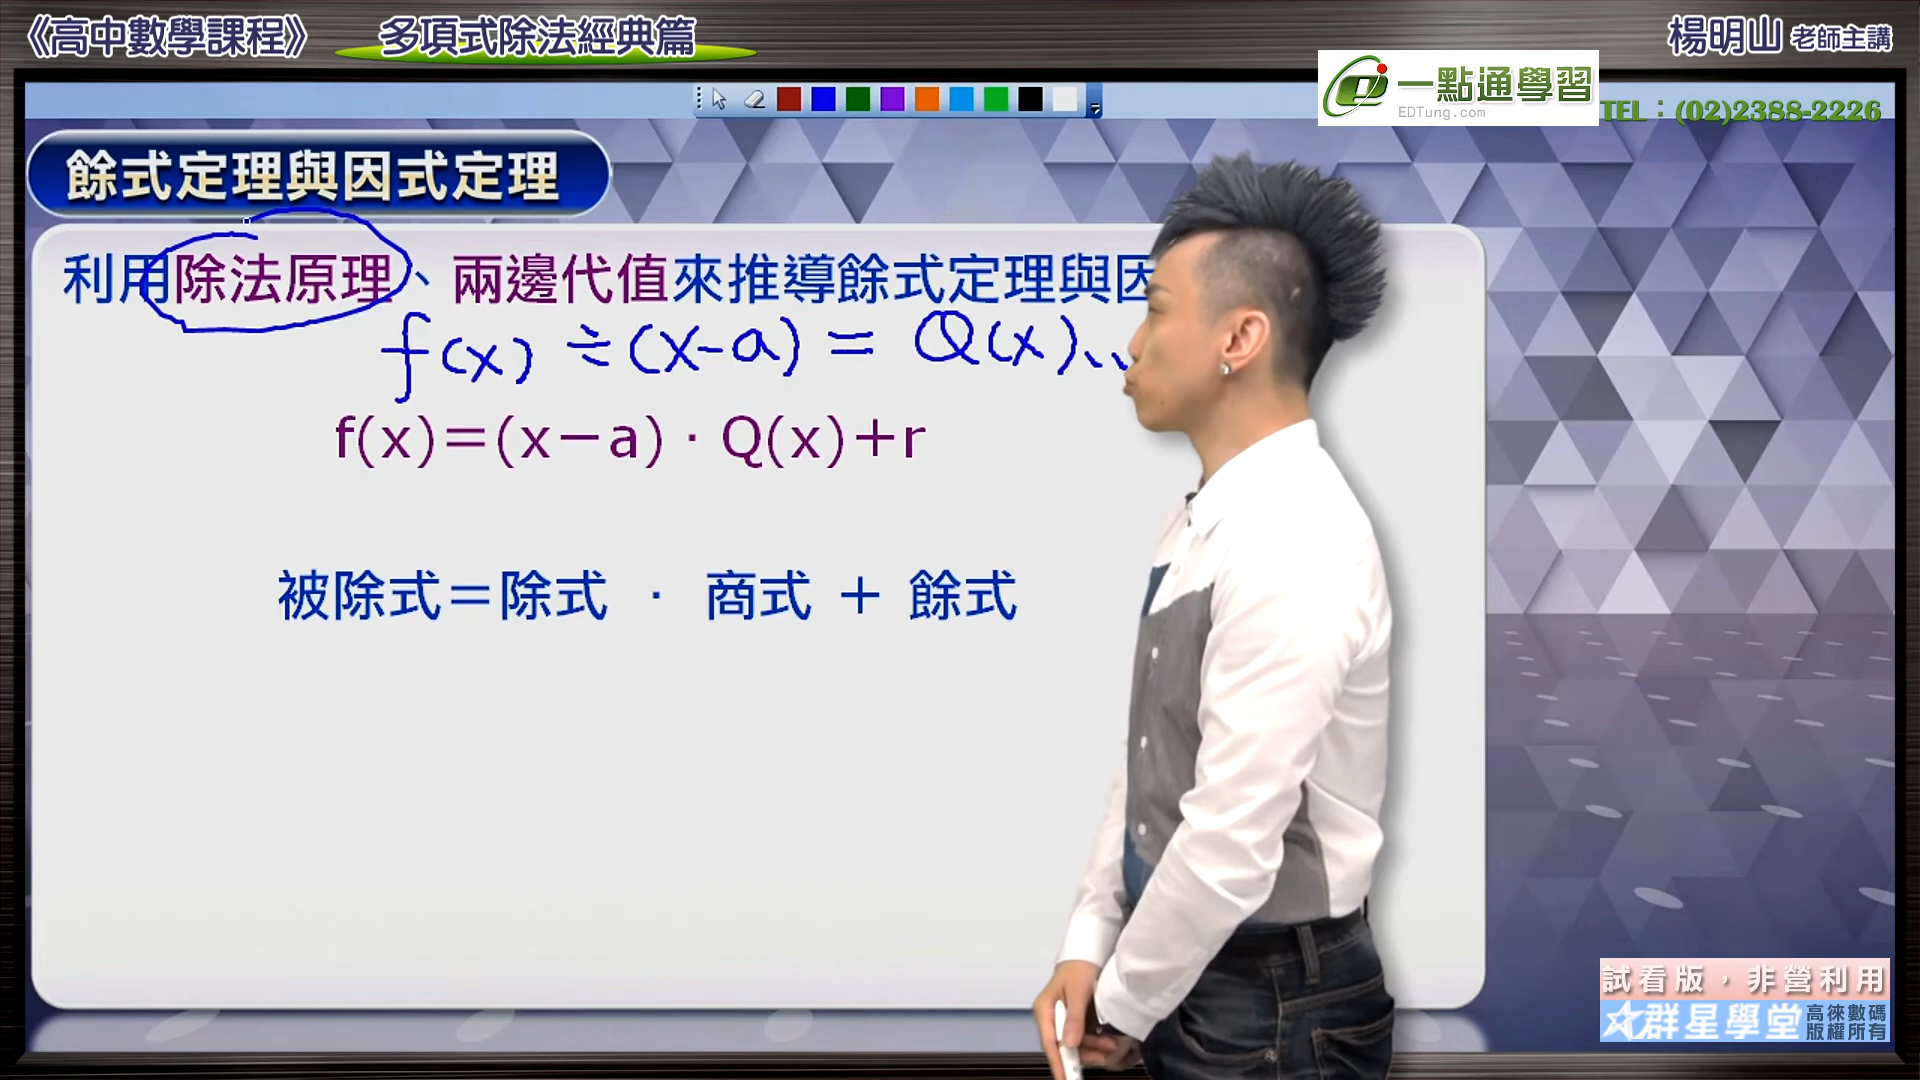 《高中數學課程》 多項式除法經典篇
楊明山 老師主講
一點通學習
EDTung.com
TEL：(02)2388-2226
餘式定理與因式定理
利用除法原理、兩邊代值來推導餘式定理與因
f(x) ÷(x-a) = Q(x)
f(x)＝(x－a)．Q(x)＋r
被除式＝除式 ． 商式 ＋ 餘式
試看版，非營利用
群星學堂
高徠數碼
版權所有